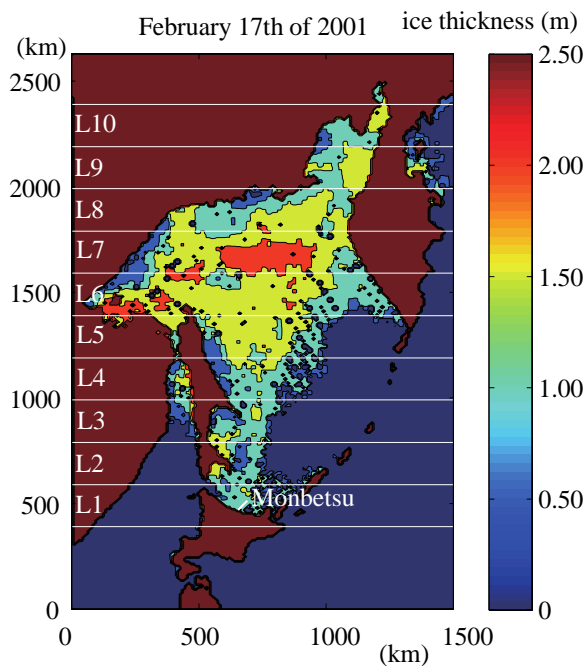 February 17th of 2001
ice thickness (m)
(km)
2500
2000
1500
1000
500
0
L10
L9
L8
L7
L6
L5
L4
L3
L2
L1
Monbetsu
0
500
1000
1500
(km)
2.50
2.00
1.50
1.00
0.50
0